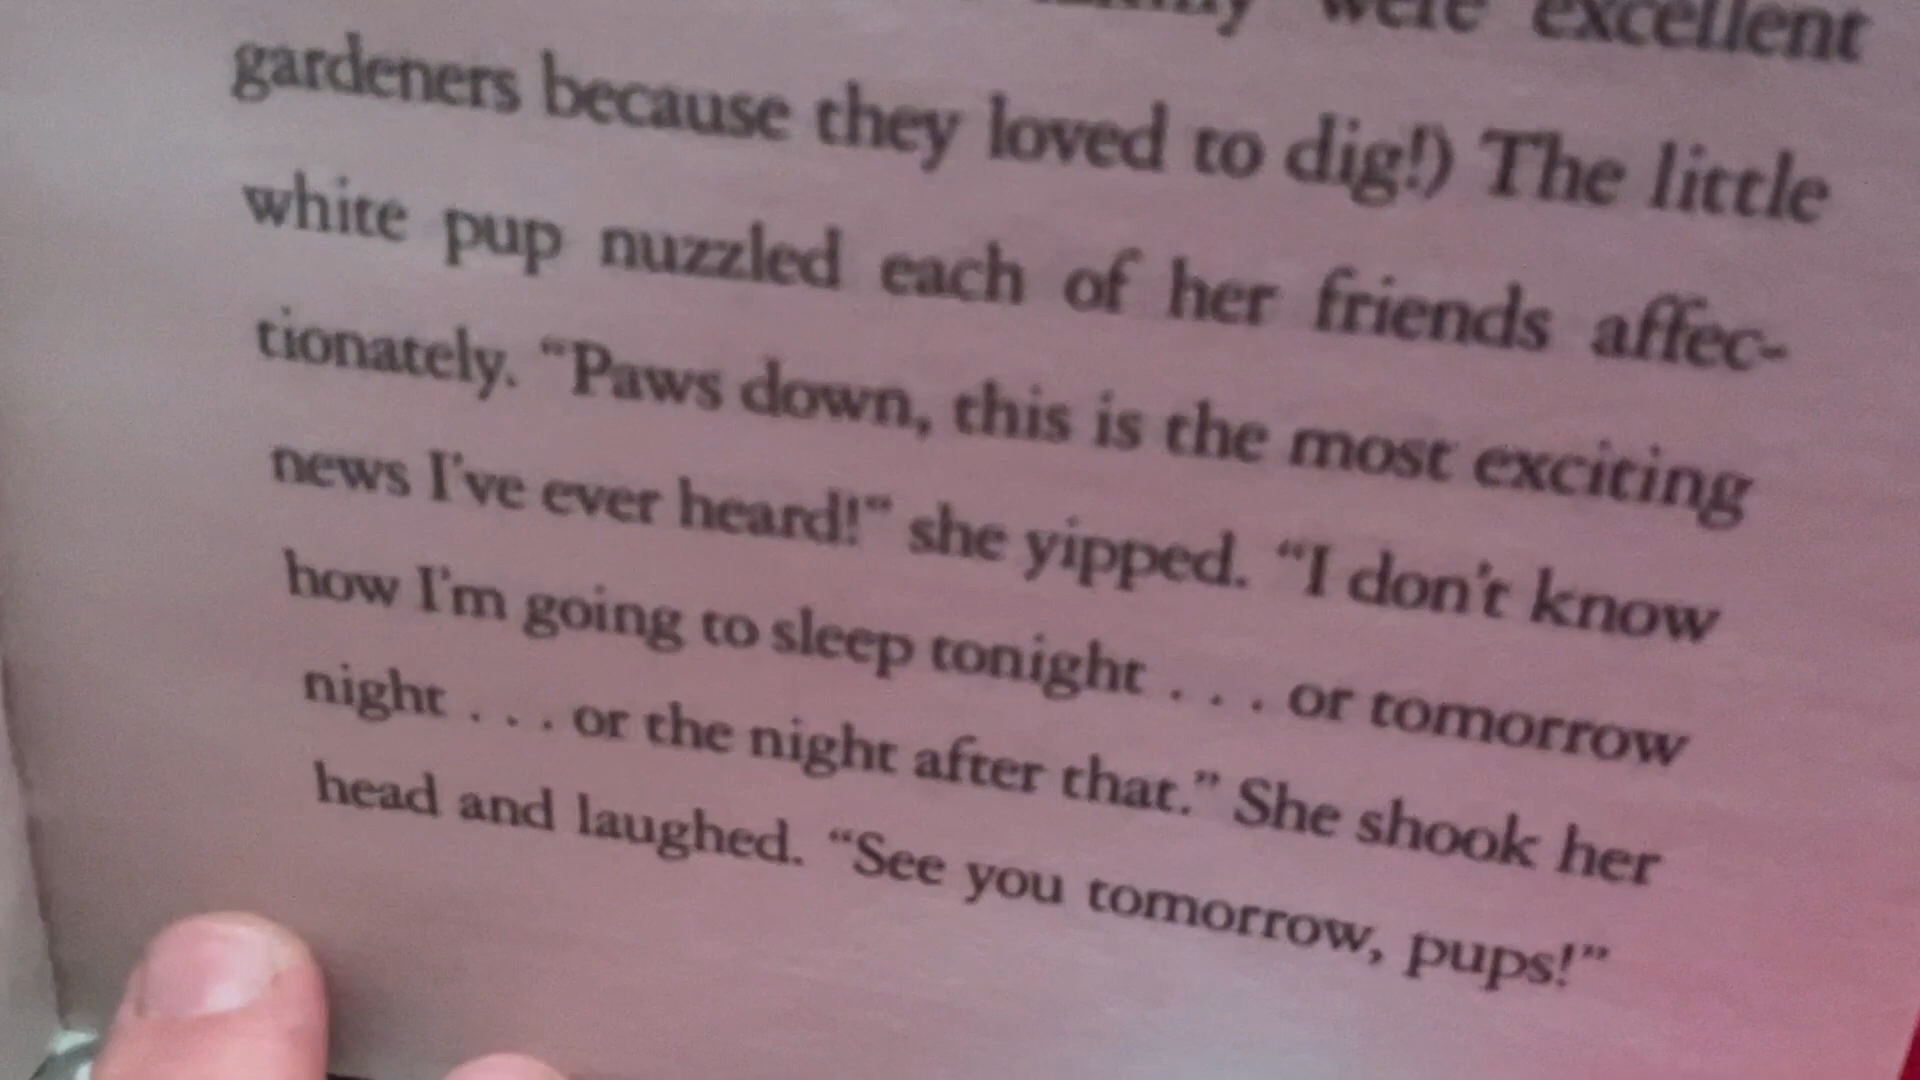 were excellent
gardeners because they loved to dig!) The little
white pup nuzzled each of her friends affec-
tionately. “Paws down, this is the most exciting
news I’ve ever heard!” she yipped. “I don’t know
how I’m going to sleep tonight . . . or tomorrow
night . . . or the night after that.” She shook her
head and laughed. “See you tomorrow, pups!”